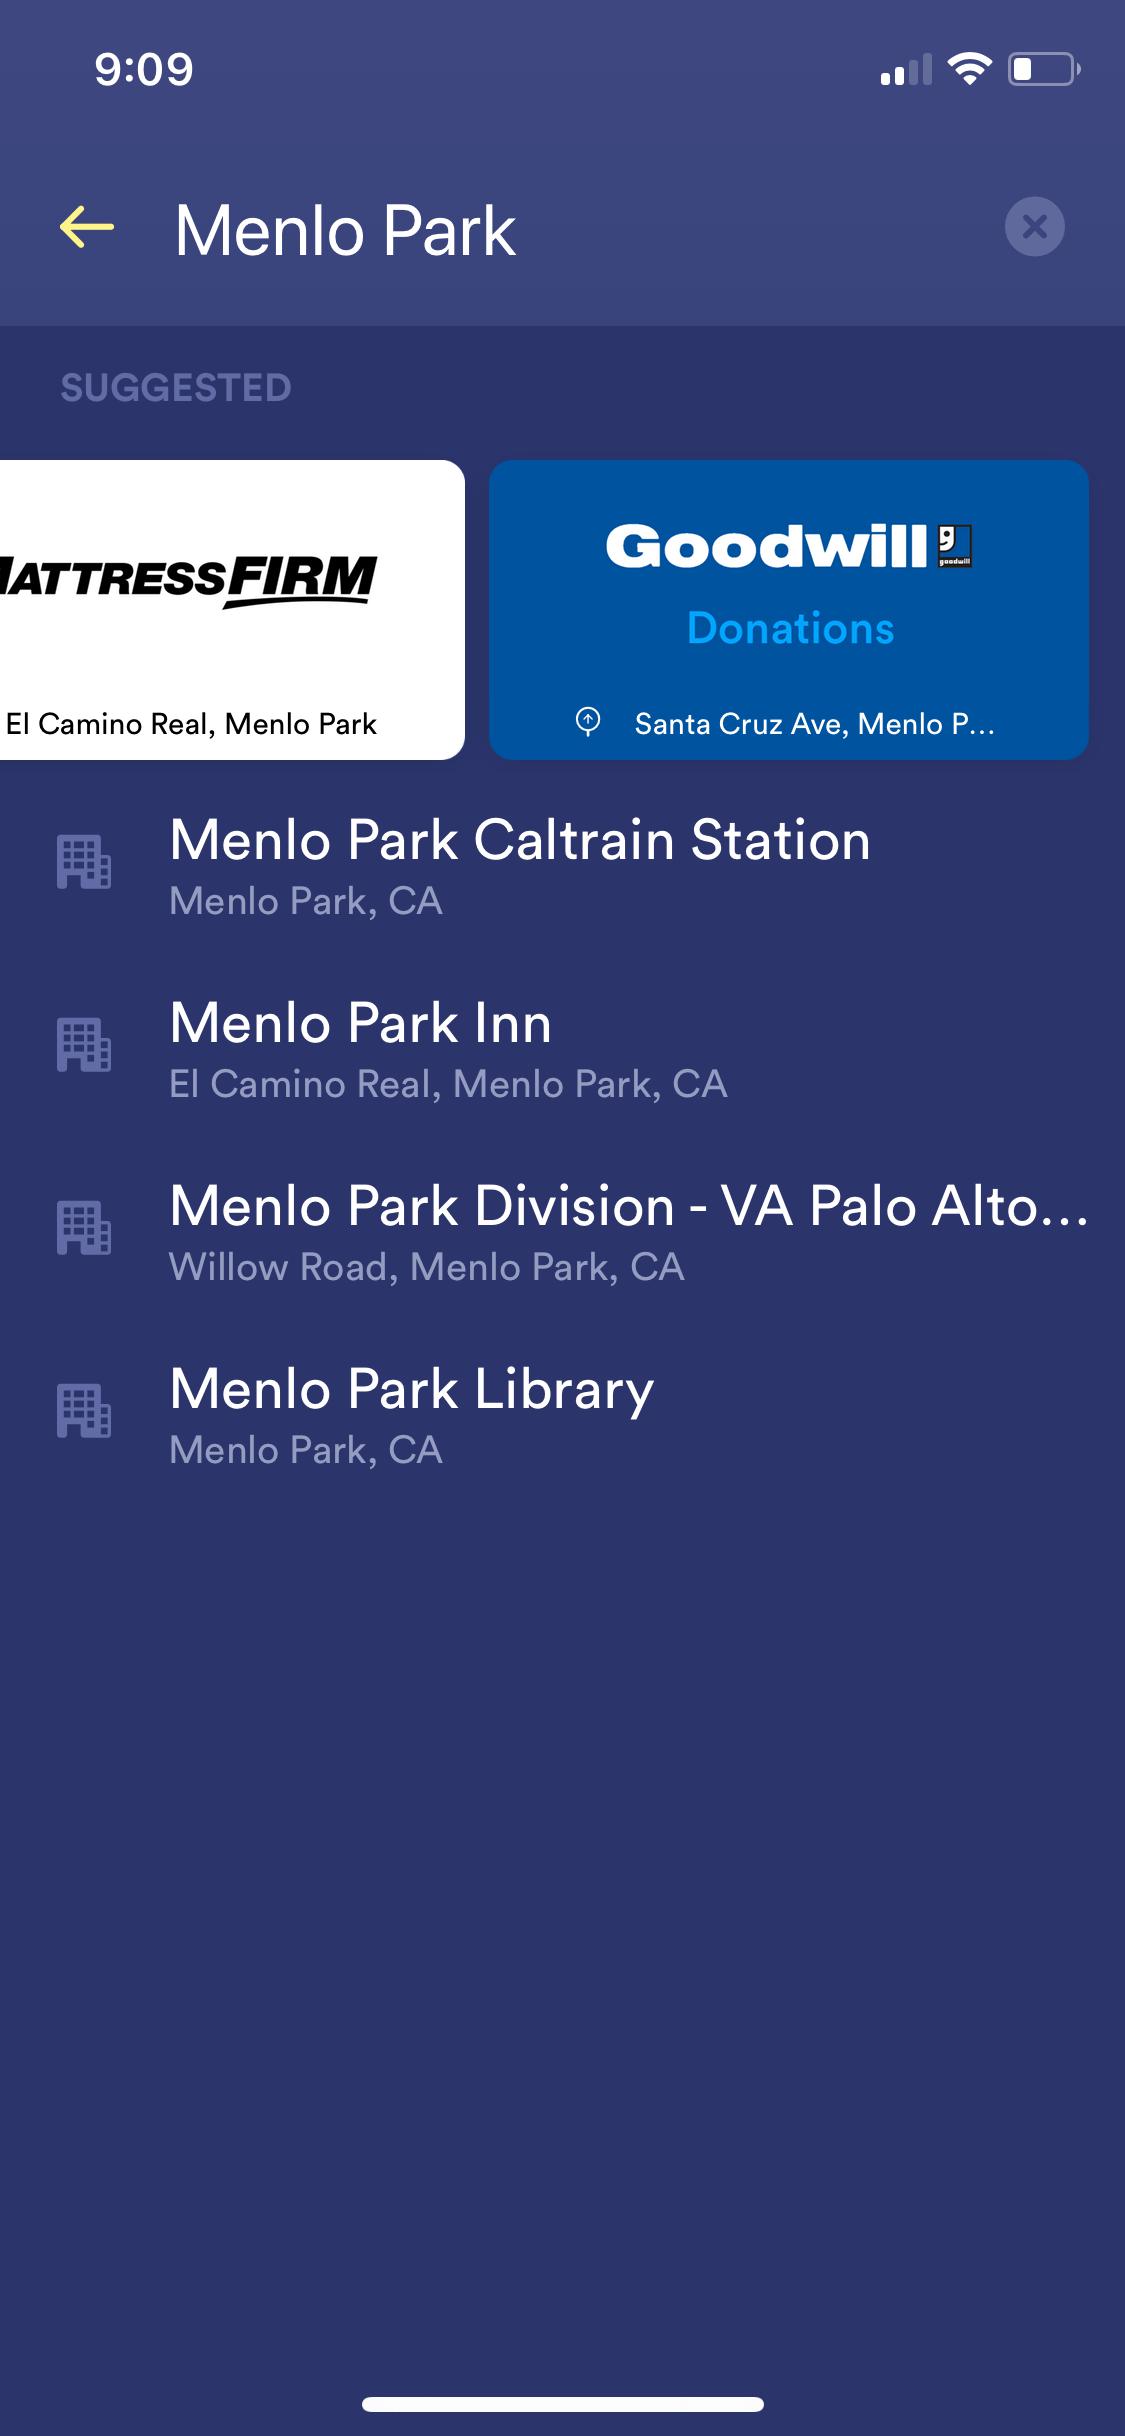 9:09
Menlo Park
SUGGESTED
MATTRESSFIRM
El Camino Real, Menlo Park
Goodwill
goodwill
Donations
Santa Cruz Ave, Menlo P...
Menlo Park Caltrain Station
Menlo Park, CA
Menlo Park Inn
El Camino Real, Menlo Park, CA
Menlo Park Division - VA Palo Alto...
Willow Road, Menlo Park, CA
Menlo Park Library
Menlo Park, CA